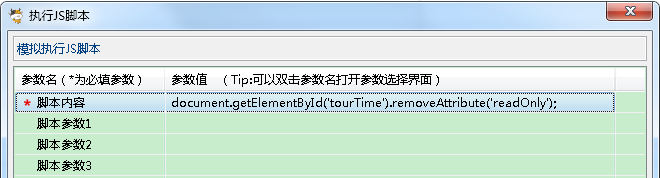 执行JS脚本
模拟执行JS脚本
参数名(*为必填参数) 参数值 (Tip:可以双击参数名打开参数选择界面)
* 脚本内容 document.getElementById('tourTime').removeAttribute('readOnly');
脚本参数1
脚本参数2
脚本参数3